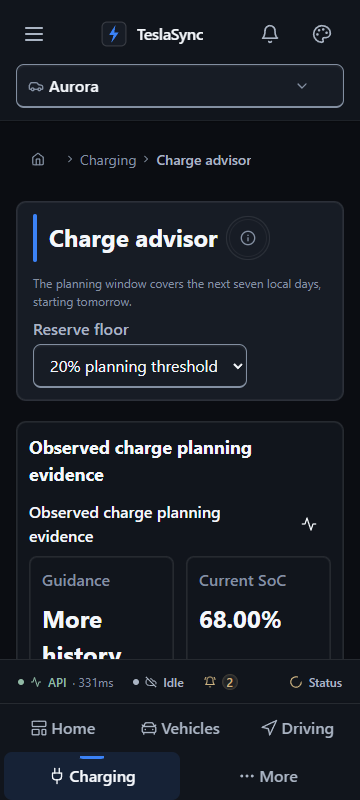 TeslaSync
Aurora
Charging
Charge advisor
Charge advisor
The planning window covers the next seven local days,
starting tomorrow.
Reserve floor
20% planning threshold
Observed charge planning
evidence
Observed charge planning
evidence
Guidance
Current SoC
More
history
68.00%
API · 331ms
Idle
2
Status
Home
Vehicles
Driving
Charging
More